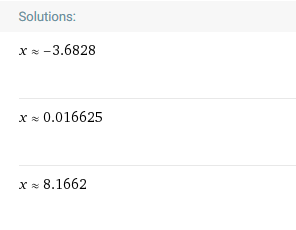 Solutions:
x ≈ −3.6828
x ≈ 0.016625
x ≈ 8.1662